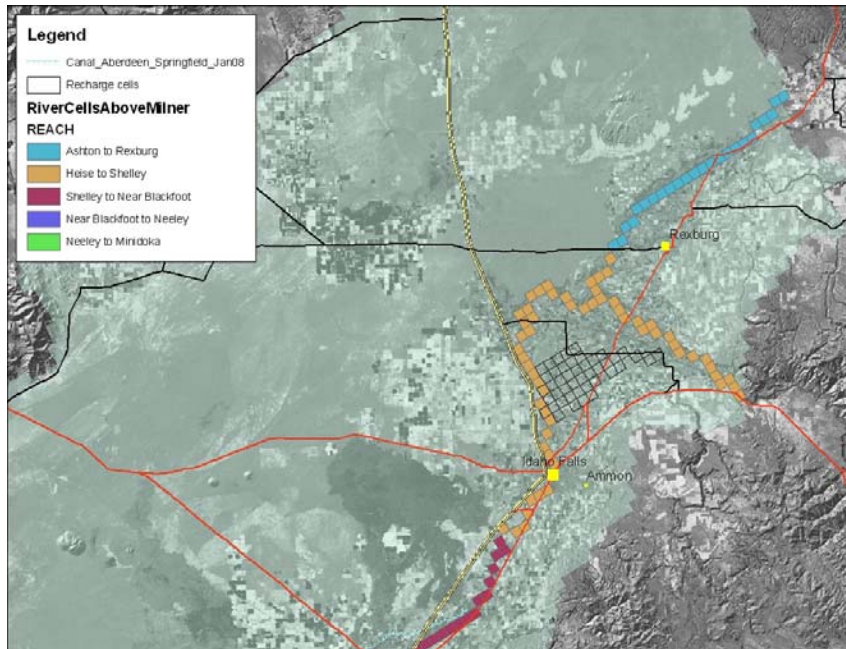 Legend
Canal_Aberdeen_Springfield_Jan08
Recharge cells
RiverCellsAboveMilner
REACH
Ashton to Rexburg
Heise to Shelley
Shelley to Near Blackfoot
Near Blackfoot to Neeley
Neeley to Minidoka
Rexburg
Idaho Falls
Ammon